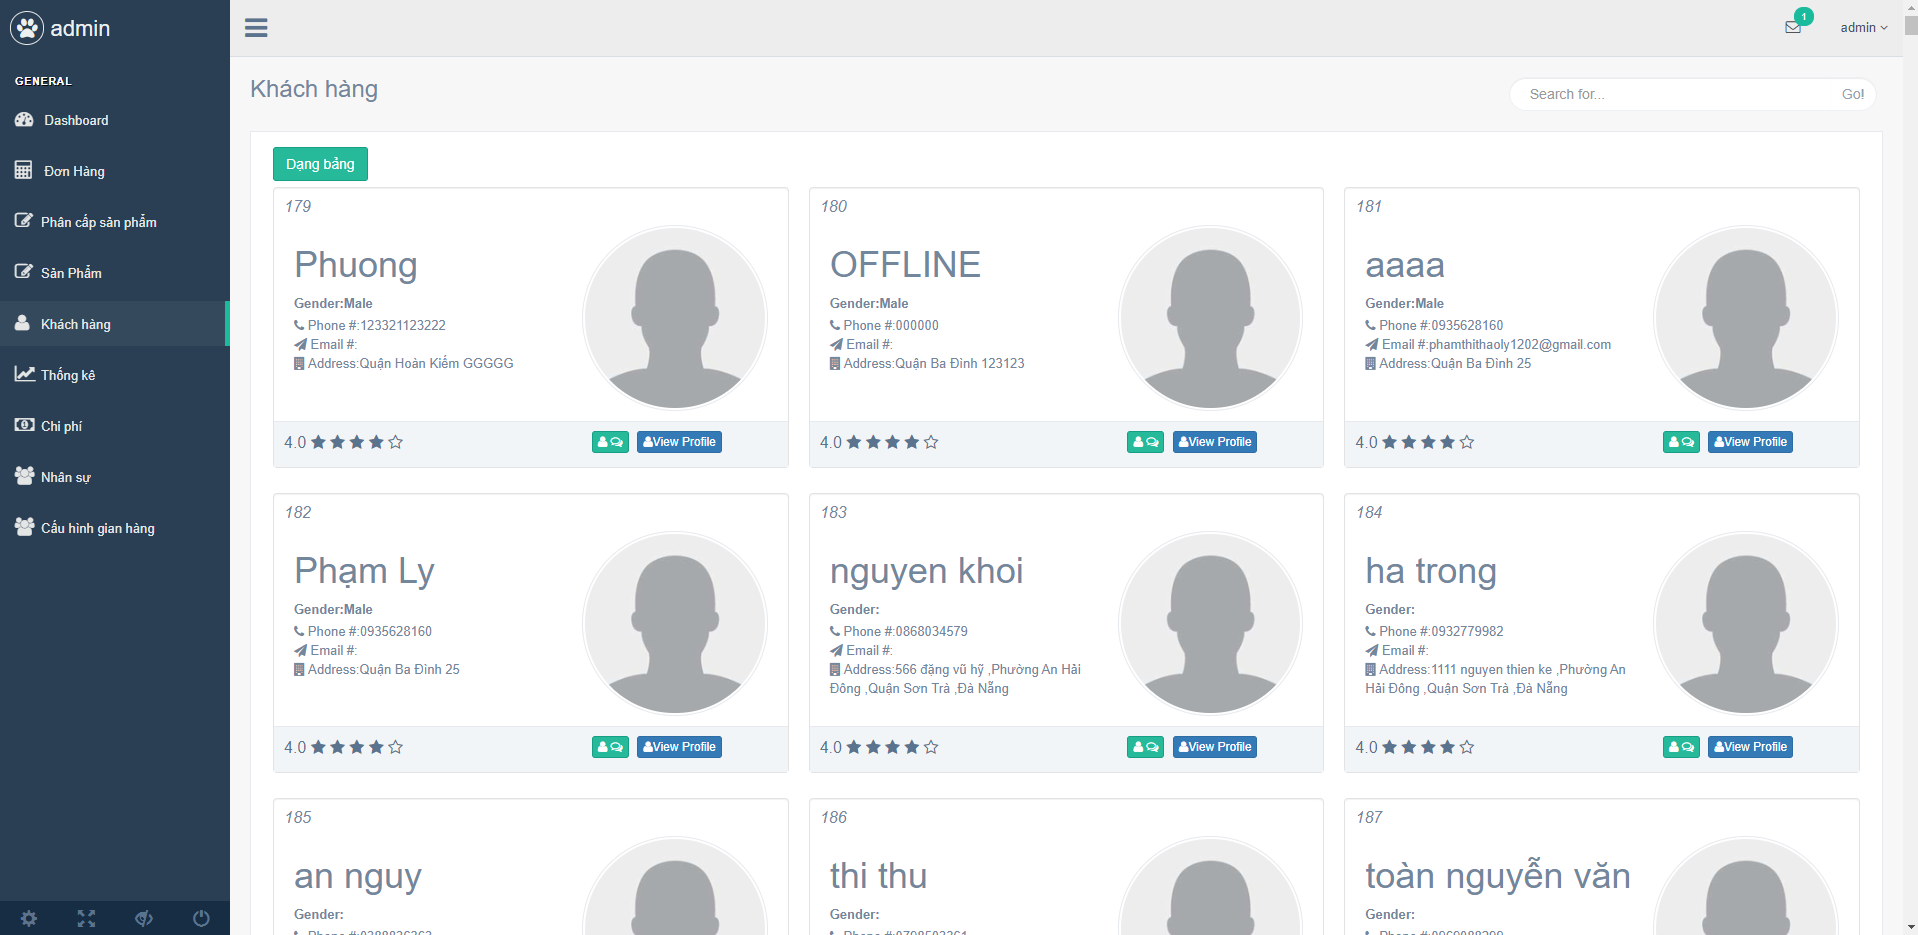 admin
GENERAL
Dashboard
Đơn Hàng
Phân cấp sản phẩm
Sản Phẩm
Khách hàng
Thống kê
Chi phí
Nhân sự
Cấu hình gian hàng
1
admin
Khách hàng
Search for...
Go!
Dạng bảng
179
Phuong
Gender:Male
Phone #:123321123222
Email #:
Address:Quận Hoàn Kiếm GGGGG
4.0
View Profile
180
OFFLINE
Gender:Male
Phone #:000000
Email #:
Address:Quận Ba Đình 123123
4.0
View Profile
181
aaaa
Gender:Male
Phone #:0935628160
Email #:phamthithaoly1202@gmail.com
Address:Quận Ba Đình 25
4.0
View Profile
182
Phạm Ly
Gender:Male
Phone #:0935628160
Email #:
Address:Quận Ba Đình 25
4.0
View Profile
183
nguyen khoi
Gender:
Phone #:0868034579
Email #:
Address:566 đặng vũ hỹ ,Phường An Hải
Đông ,Quận Sơn Trà ,Đà Nẵng
4.0
View Profile
184
ha trong
Gender:
Phone #:0932779982
Email #:
Address:1111 nguyen thien ke ,Phường An
Hải Đông ,Quận Sơn Trà ,Đà Nẵng
4.0
View Profile
185
an nguy
Gender:
186
thi thu
Gender:
187
toàn nguyễn văn
Gender: